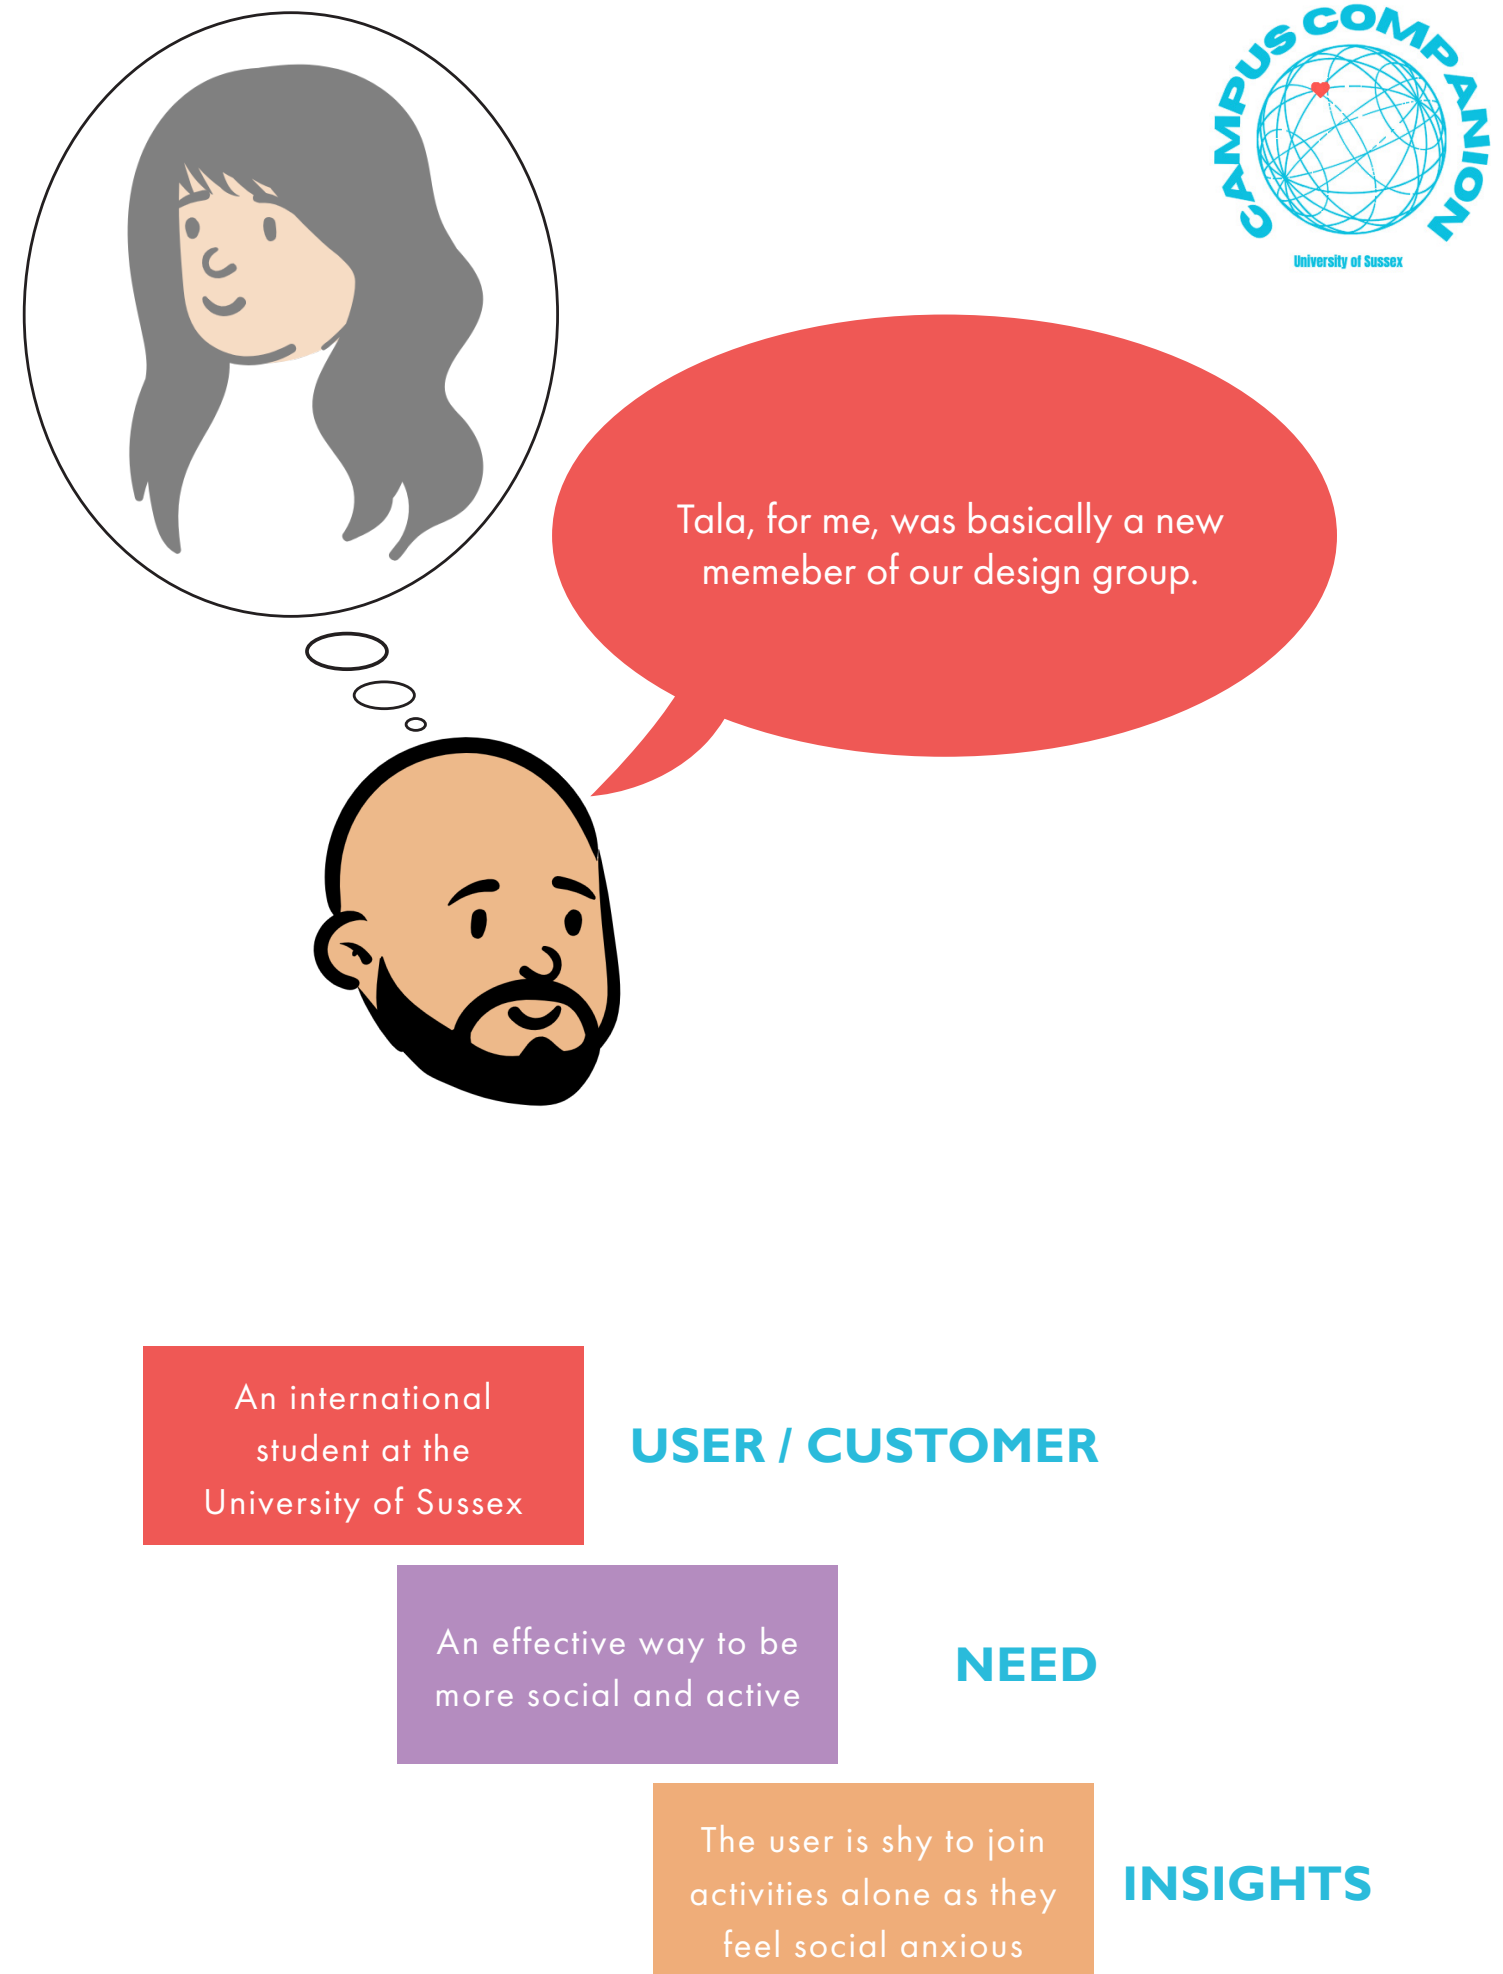 CAMPUS COMPANION
University of Sussex
Tala, for me, was basically a new
memeber of our design group.
An international
student at the
University of Sussex
USER / CUSTOMER
An effective way to be
more social and active
NEED
The user is shy to join
activities alone as they
feel social anxious
INSIGHTS